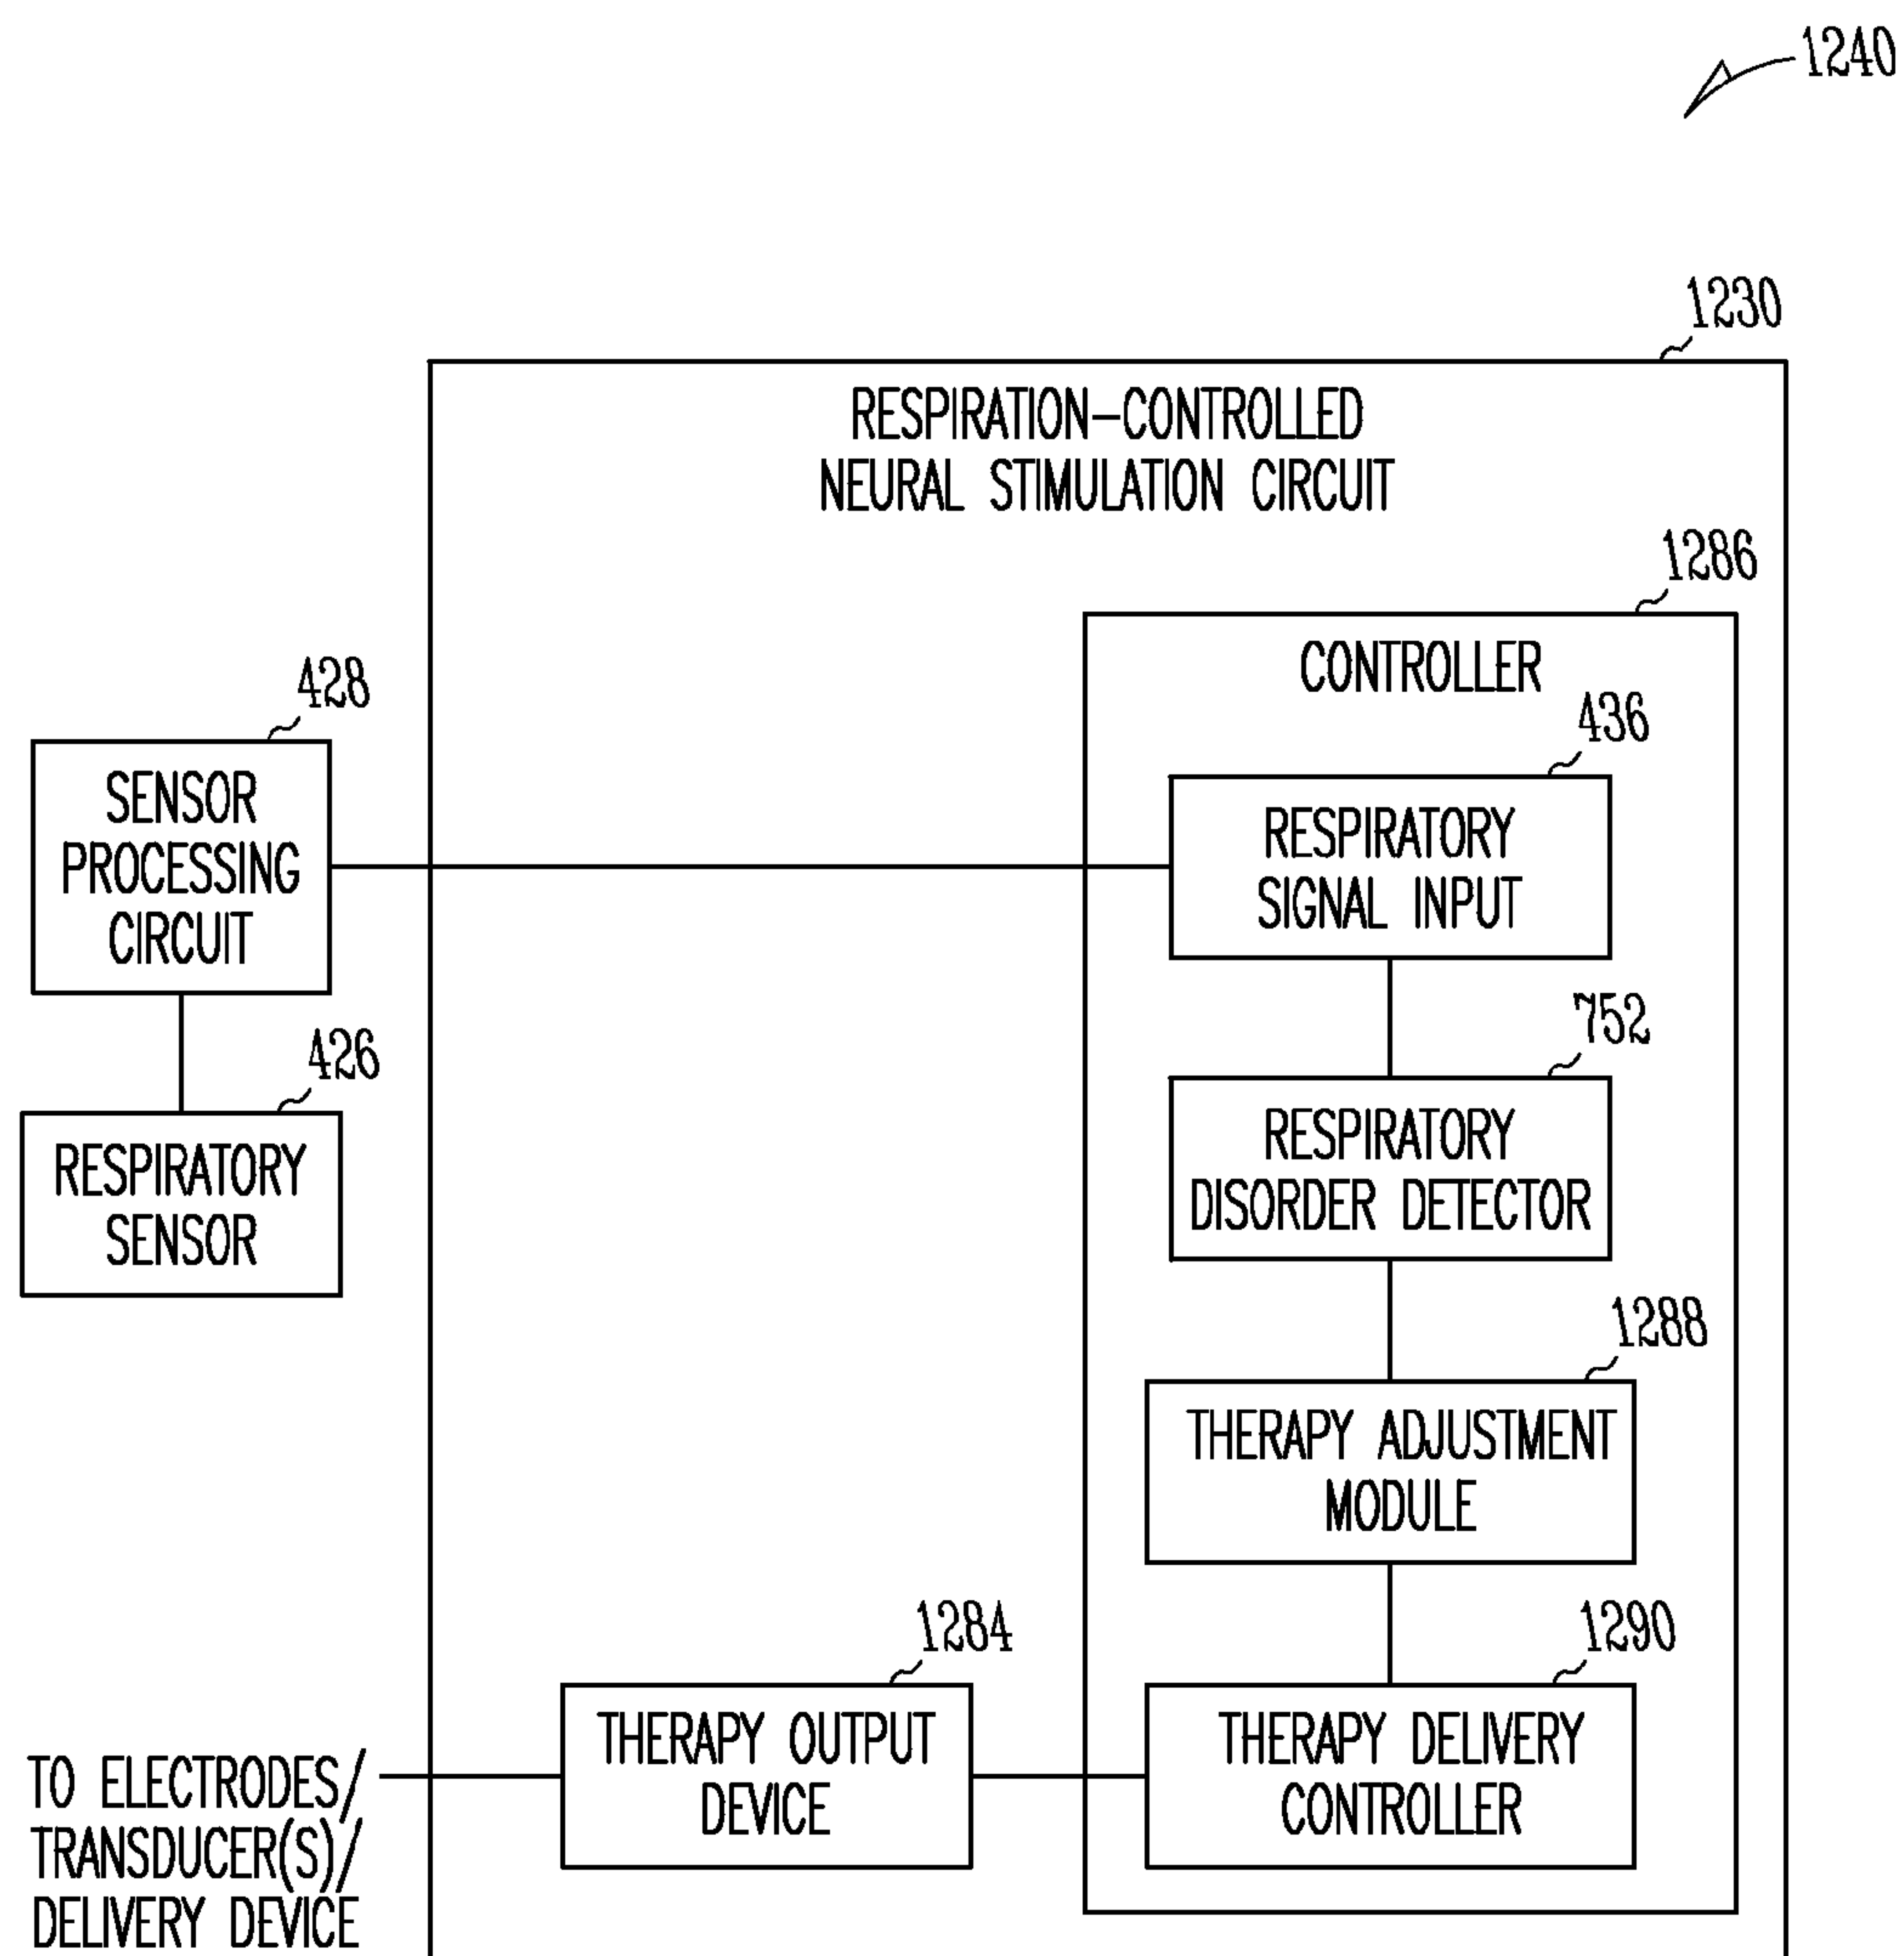 1240
1230
RESPIRATION-CONTROLLED
NEURAL STIMULATION CIRCUIT
1286
CONTROLLER
428
SENSOR
PROCESSING
CIRCUIT
436
RESPIRATORY
SIGNAL INPUT
426
RESPIRATORY
SENSOR
752
RESPIRATORY
DISORDER DETECTOR
1288
THERAPY ADJUSTMENT
MODULE
1284
THERAPY OUTPUT
DEVICE
1290
THERAPY DELIVERY
CONTROLLER
TO ELECTRODES/
TRANSDUCER(S)/
DELIVERY DEVICE